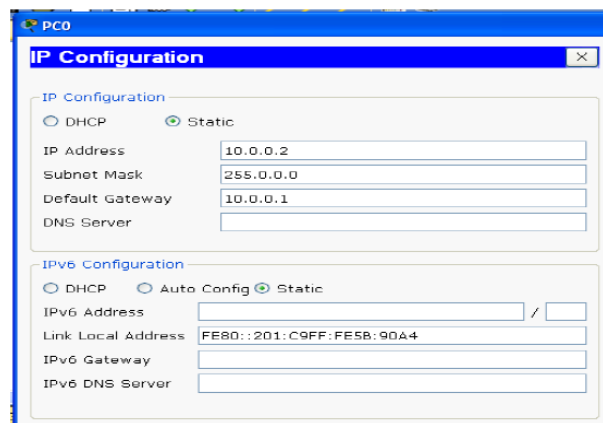 PC0
IP Configuration
IP Configuration
DHCP Static
IP Address 10.0.0.2
Subnet Mask 255.0.0.0
Default Gateway 10.0.0.1
DNS Server
IPv6 Configuration
DHCP Auto Config Static
IPv6 Address /
Link Local Address FE80::201:C9FF:FE5B:90A4
IPv6 Gateway
IPv6 DNS Server